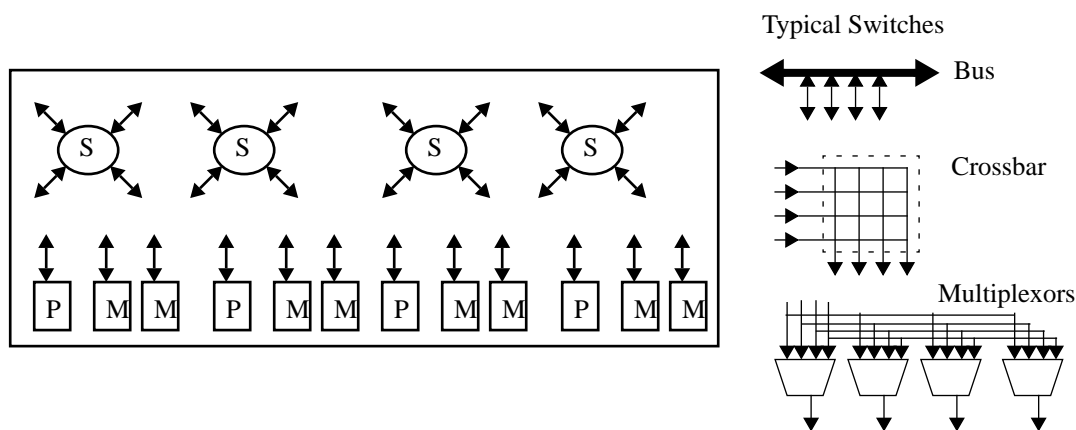 Typical Switches
Bus
S S S S
Crossbar
P M M P M M P M M P M M
Multiplexors